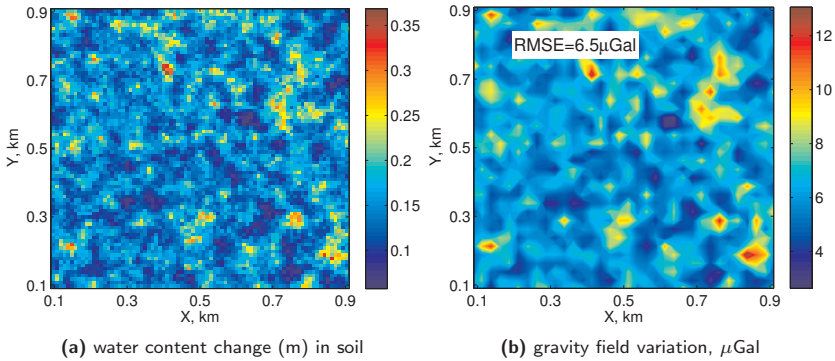 0.9
0.7
0.5
0.3
0.1
Y, km
0.1 0.3 0.5 0.7 0.9
X, km
0.35
0.3
0.25
0.2
0.15
0.1
(a) water content change (m) in soil
RMSE=6.5μGal
0.9
0.7
0.5
0.3
0.1
Y, km
0.1 0.3 0.5 0.7 0.9
X, km
12
10
8
6
4
(b) gravity field variation, μGal